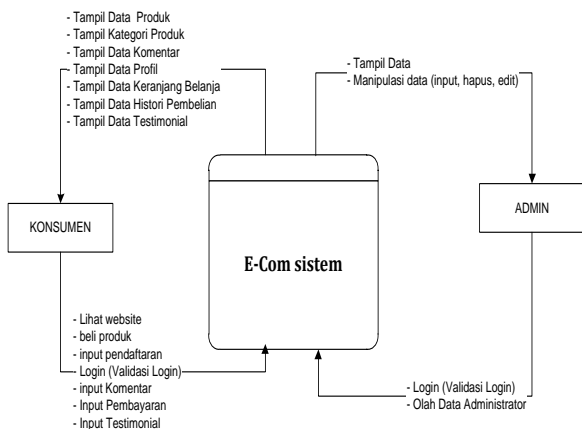 - Tampil Data  Produk
- Tampil Kategori Produk
- Tampil Data Komentar
- Tampil Data Profil
- Tampil Data Keranjang Belanja
- Tampil Data Histori Pembelian
- Tampil Data Testimonial
- Tampil Data
- Manipulasi data (input, hapus, edit)
KONSUMEN
E-Com sistem
ADMIN
- Lihat website
- beli produk
- input pendaftaran
- Login (Validasi Login)
- input Komentar
- Input Pembayaran
- Input Testimonial
- Login (Validasi Login)
- Olah Data Administrator